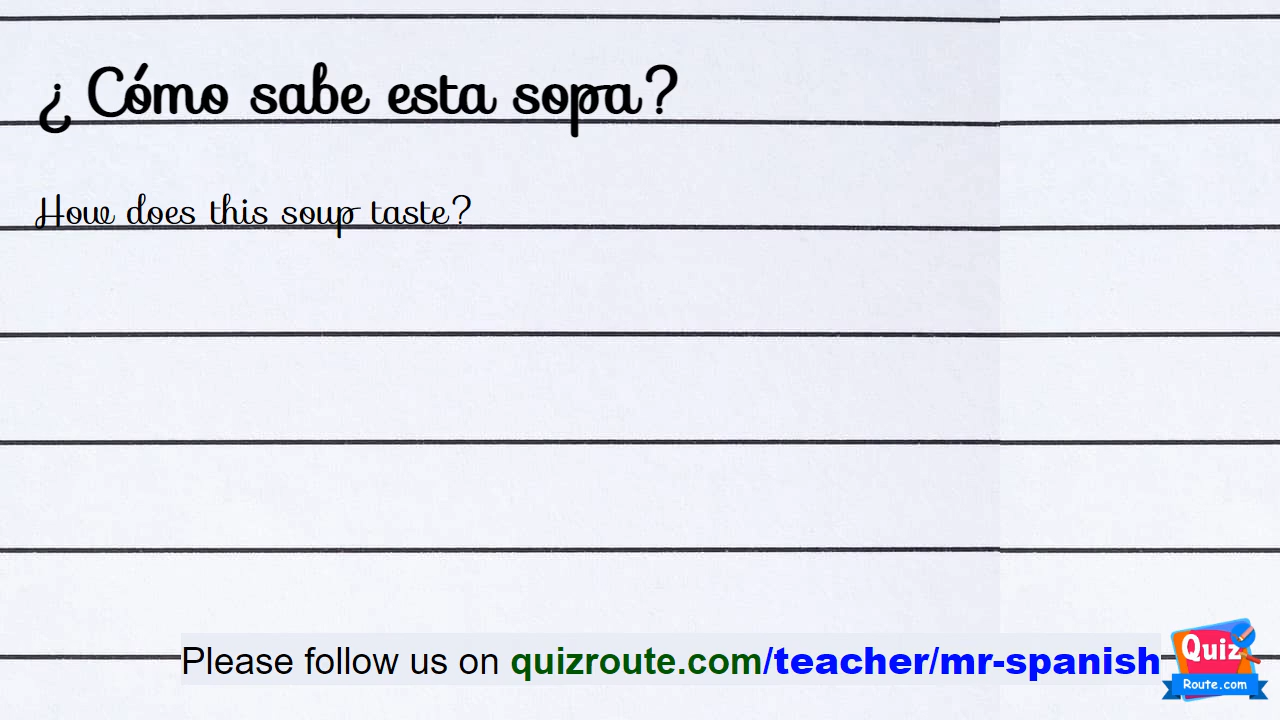 ¿ Cómo sabe esta sopa?
How does this soup taste?
Please follow us on quizroute.com/teacher/mr-spanish
Quiz
Route.com